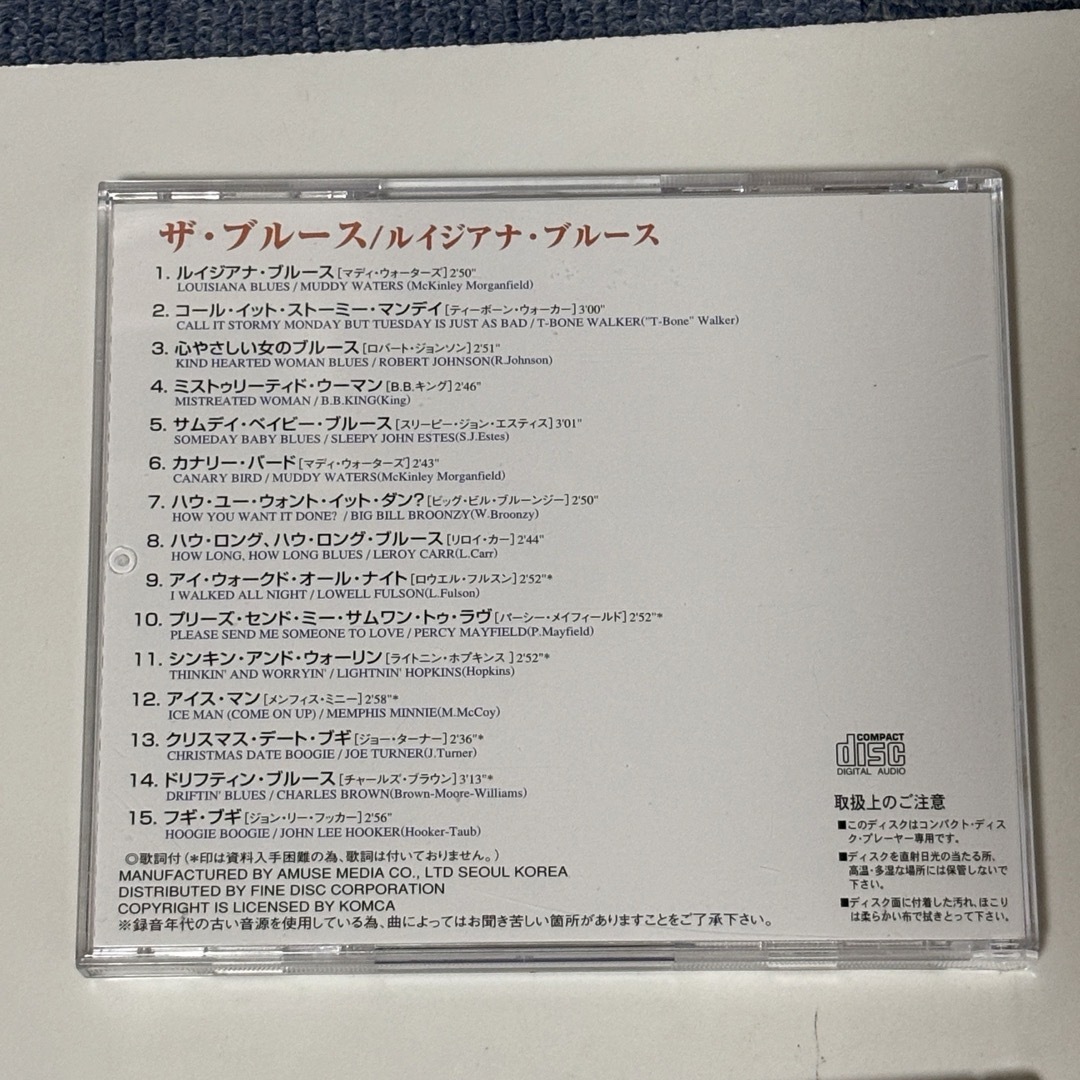 ザ・ブルース/ルイジアナ・ブルース
1. ルイジアナ・ブルース[マディ・ウォーターズ]2'50"
LOUISIANA BLUES / MUDDY WATERS (McKinley Morganfield)
2. コール・イット・ストーミー・マンデイ[ティーボーン・ウォーカー]3'00"
CALL IT STORMY MONDAY BUT TUESDAY IS JUST AS BAD / T-BONE WALKER("T-Bone" Walker)
3. 心やさしい女のブルース[ロバート・ジョンソン]2'51"
KIND HEARTED WOMAN BLUES / ROBERT JOHNSON(R.Johnson)
4. ミストゥリーティド・ウーマン[B.B.キング]2'46"
MISTREATED WOMAN / B.B.KING(King)
5. サムデイ・ベイビー・ブルース[スリーピー・ジョン・エスティス]3'01"
SOMEDAY BABY BLUES / SLEEPY JOHN ESTES(S.J.Estes)
6. カナリー・バード[マディ・ウォーターズ]2'43"
CANARY BIRD / MUDDY WATERS(McKinley Morganfield)
7. ハウ・ユー・ウォント・イット・ダン?[ビッグ・ビル・ブルーンジー]2'50"
HOW YOU WANT IT DONE? / BIG BILL BROONZY(W.Broonzy)
8. ハウ・ロング、ハウ・ロング・ブルース[リロイ・カー]2'44"
HOW LONG, HOW LONG BLUES / LEROY CARR(L.Carr)
9. アイ・ウォークド・オール・ナイト[ロウエル・フルスン]2'52"*
I WALKED ALL NIGHT / LOWELL FULSON(L.Fulson)
10. プリーズ・センド・ミー・サムワン・トゥ・ラヴ[パーシー・メイフィールド]2'52"*
PLEASE SEND ME SOMEONE TO LOVE / PERCY MAYFIELD(P.Mayfield)
11. シンキン・アンド・ウォーリン[ライトニン・ホプキンス]2'52"*
THINKIN' AND WORRYIN' / LIGHTNIN' HOPKINS(Hopkins)
12. アイス・マン[メンフィス・ミニー]2'58"*
ICE MAN (COME ON UP) / MEMPHIS MINNIE(M.McCoy)
13. クリスマス・デート・ブギ[ジョー・ターナー]2'36"*
CHRISTMAS DATE BOOGIE / JOE TURNER(J.Turner)
14. ドリフティン・ブルース[チャールズ・ブラウン]3'13"*
DRIFTIN' BLUES / CHARLES BROWN(Brown-Moore-Williams)
15. フギ・ブギ[ジョン・リー・フッカー]2'56"
HOOGIE BOOGIE / JOHN LEE HOOKER(Hooker-Taub)
◎歌詞付(*印は資料入手困難の為、歌詞は付いておりません。)
MANUFACTURED BY AMUSE MEDIA CO., LTD SEOUL KOREA
DISTRIBUTED BY FINE DISC CORPORATION
COPYRIGHT IS LICENSED BY KOMCA
※録音年代の古い音源を使用している為、曲によってはお聞き苦しい箇所がありますことをご了承下さい。
COMPACT
disc
DIGITAL AUDIO
取扱上のご注意
■このディスクはコンパクト・ディス
ク・プレーヤー専用です。
■ディスクを直射日光の当たる所、
高温・多湿な場所には保管しないで
下さい。
■ディスク面に付着した汚れ、ほこり
は柔らかい布で拭きとって下さい。